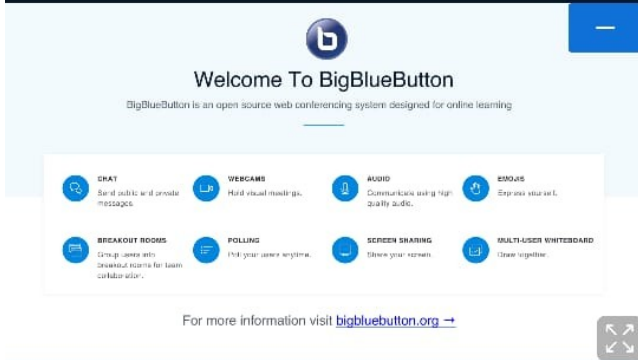 Welcome To BigBlueButton
BigBlueButton is an open source web conferencing system designed for online learning
CHAT
Send public and private
messages.
WEBCAMS
Hold visual meetings.
AUDIO
Communicate using high
quality audio.
EMOJIS
Express yourself.
BREAKOUT ROOMS
Group users into
breakout rooms for team
collaboration.
POLLING
Poll your users anytime.
SCREEN SHARING
Share your screen.
MULTI-USER WHITEBOARD
Draw together.
For more information visit bigbluebutton.org →